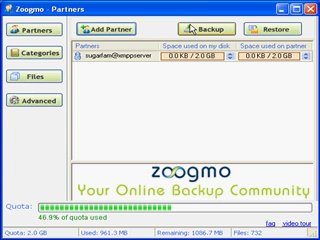 Zoogmo - Partners
Partners
Add Partner
Backup
Restore
Categories
Files
Advanced
Partners Space used on my disk Space used on partner
sugarlam@xmppserver 0.0 KB / 2.0 GB 0.0 KB / 2.0 GB
zoogmo
Your Online Backup Community
Quota:
46.9% of quota used
faq video tour
Quota: 2.0 GB Used: 961.3 MB Remaining: 1086.7 MB Files: 732